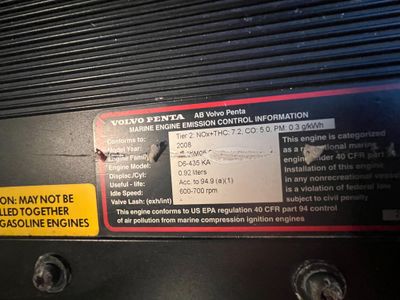 VOLVO PENTA AB Volvo Penta
MARINE ENGINE EMISSION CONTROL INFORMATION
Conforms to: Tier 2: NOx+THC: 7.2, CO: 5.0, PM: 0.3 g/kWh
Model Year: 2008
Engine Family:
Engine Model: D6-435 KA
Displac./Cyl: 0.92 liters
Useful - life: Acc to 94.9 (a)(1)
Idle Speed: 600-700 rpm
Valve Lash: (exh/int)
This engine is categorized
as a marine
engine under 40 CFR part
Installation of this engine
in any nonrecreational vessel
is a violation of federal law
subject to civil penalty
This engine conforms to US EPA regulation 40 CFR part 94 control
of air pollution from marine compression ignition engines
MAY NOT BE
TOGETHER
GASOLINE ENGINES